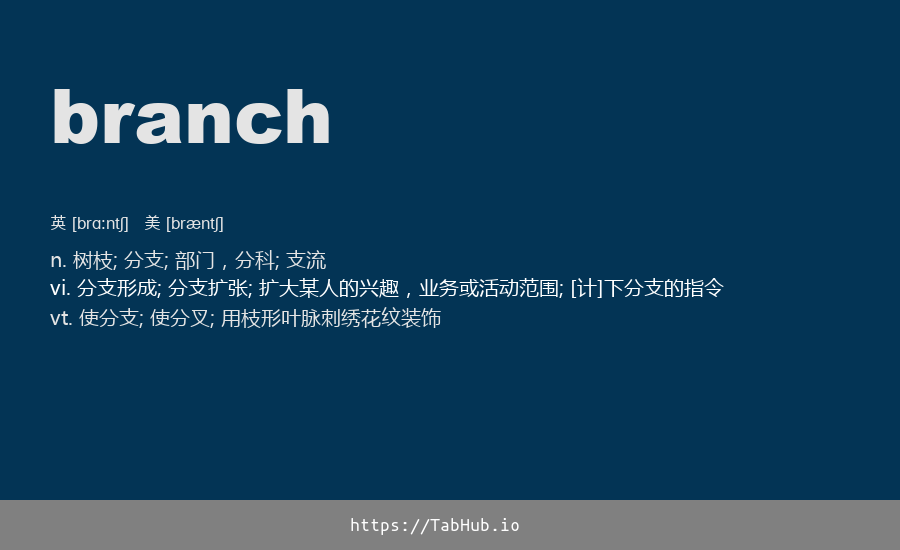 branch
英 [brɑːntʃ] 美 [bræntʃ]
n. 树枝; 分支; 部门，分科; 支流
vi. 分支形成; 分支扩张; 扩大某人的兴趣，业务或活动范围; [计]下分支的指令
vt. 使分支; 使分叉; 用枝形叶脉刺绣花纹装饰
https://TabHub.io